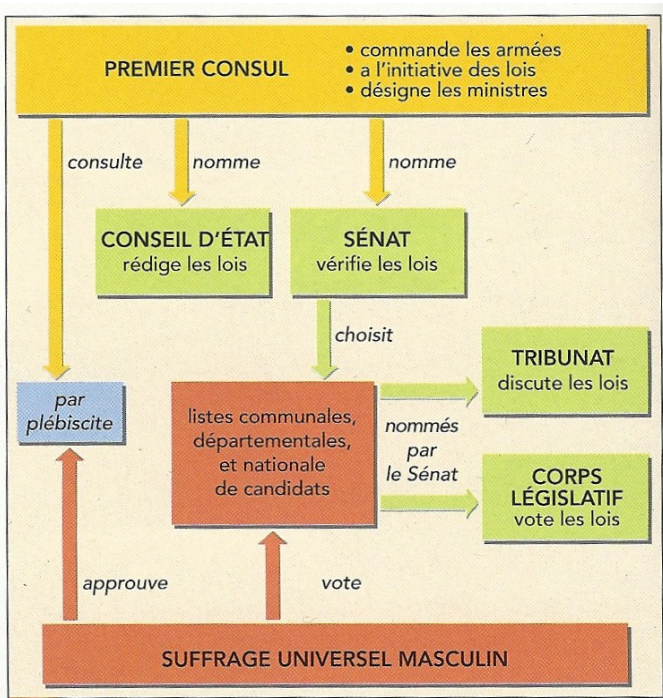 PREMIER CONSUL
• commande les armées
• a l'initiative des lois
• désigne les ministres
consulte
nomme
nomme
CONSEIL D'ÉTAT
rédige les lois
SÉNAT
vérifie les lois
choisit
par
plébiscite
listes communales,
départementales,
et nationale
de candidats
nommés
par
le Sénat
TRIBUNAT
discute les lois
CORPS
LÉGISLATIF
vote les lois
approuve
vote
SUFFRAGE UNIVERSEL MASCULIN